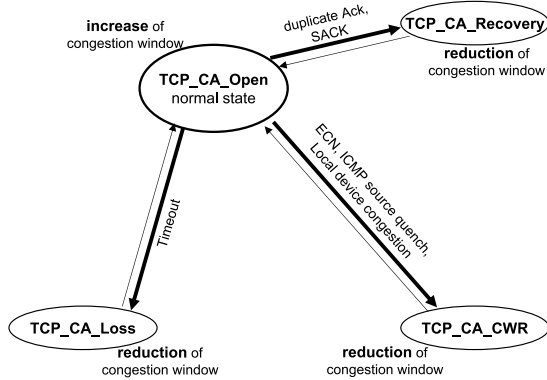 increase of
congestion window
duplicate Ack,
SACK
TCP_CA_Recovery
reduction of
congestion window
TCP_CA_Open
normal state
ECN, ICMP source quench,
Local device congestion
Timeout
TCP_CA_Loss
reduction of
congestion window
TCP_CA_CWR
reduction of
congestion window